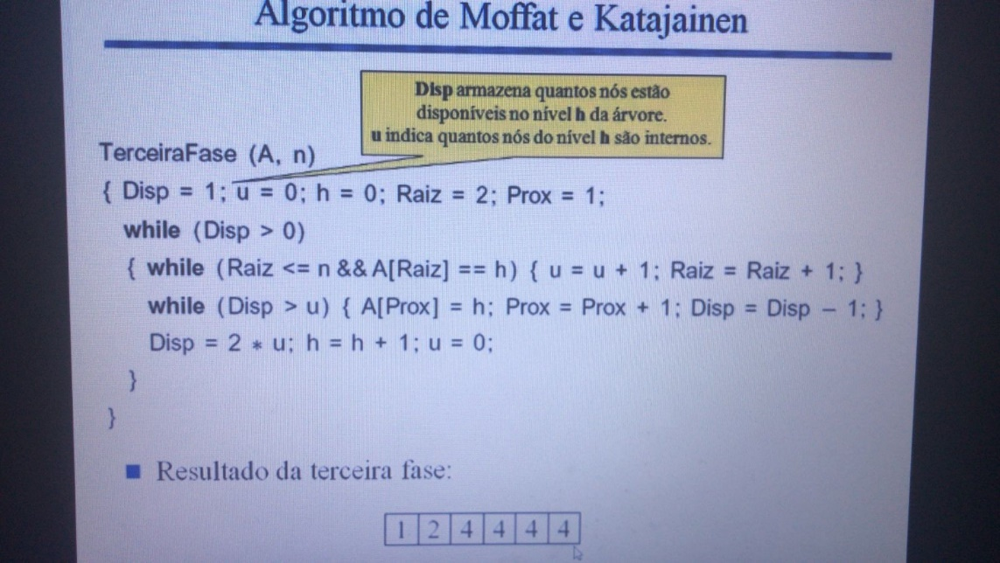 Algoritmo de Moffat e Katajainen
Disp armazena quantos nós estão
disponíveis no nível h da árvore.
u indica quantos nós do nível h são internos.
TerceiraFase (A, n)
{ Disp = 1; u = 0; h = 0; Raiz = 2; Prox = 1;
while (Disp > 0)
{ while (Raiz <= n && A[Raiz] == h) { u = u + 1; Raiz = Raiz + 1; }
while (Disp > u) { A[Prox] = h; Prox = Prox + 1; Disp = Disp – 1; }
Disp = 2 * u; h = h + 1; u = 0;
}
}
■ Resultado da terceira fase:
1 2 4 4 4 4